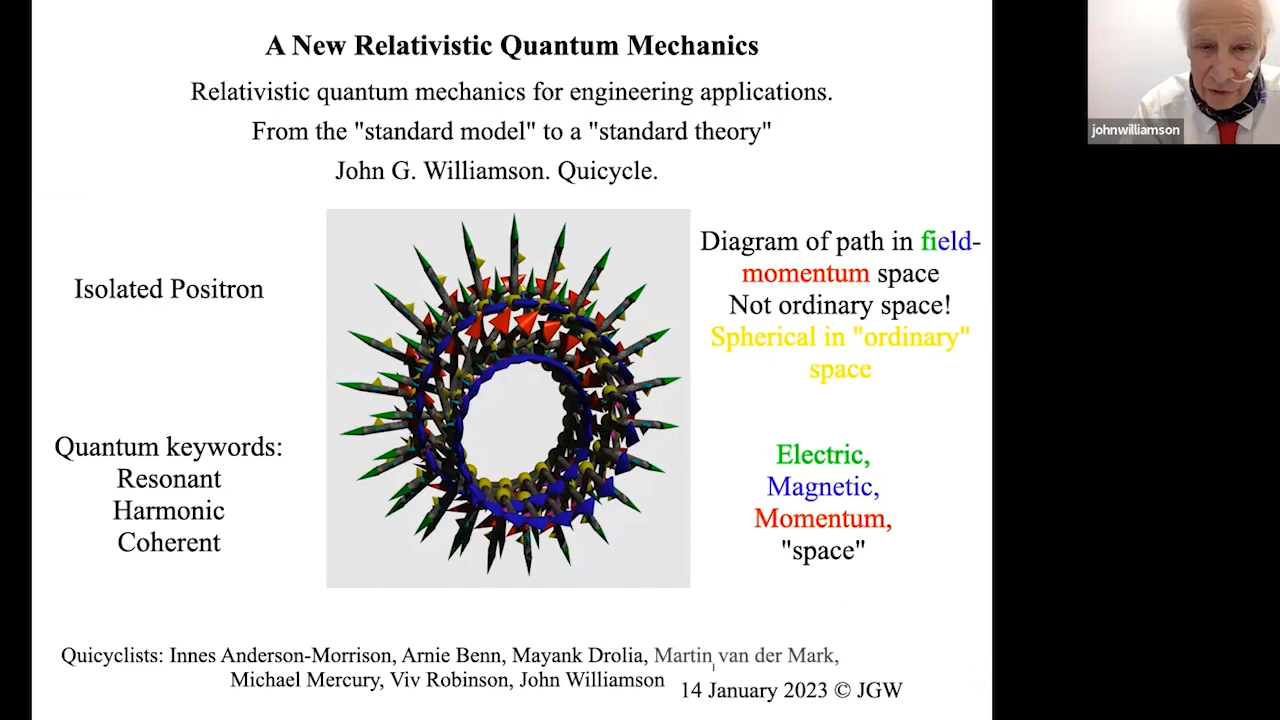 A New Relativistic Quantum Mechanics
Relativistic quantum mechanics for engineering applications.
From the "standard model" to a "standard theory"
John G. Williamson. Quicycle.
johnwilliamson
Isolated Positron
Diagram of path in field-
momentum space
Not ordinary space!
Spherical in "ordinary"
space
Quantum keywords:
Resonant
Harmonic
Coherent
Electric,
Magnetic,
Momentum,
"space"
Quicyclists: Innes Anderson-Morrison, Arnie Benn, Mayank Drolia, Martin van der Mark,
Michael Mercury, Viv Robinson, John Williamson
14 January 2023 © JGW